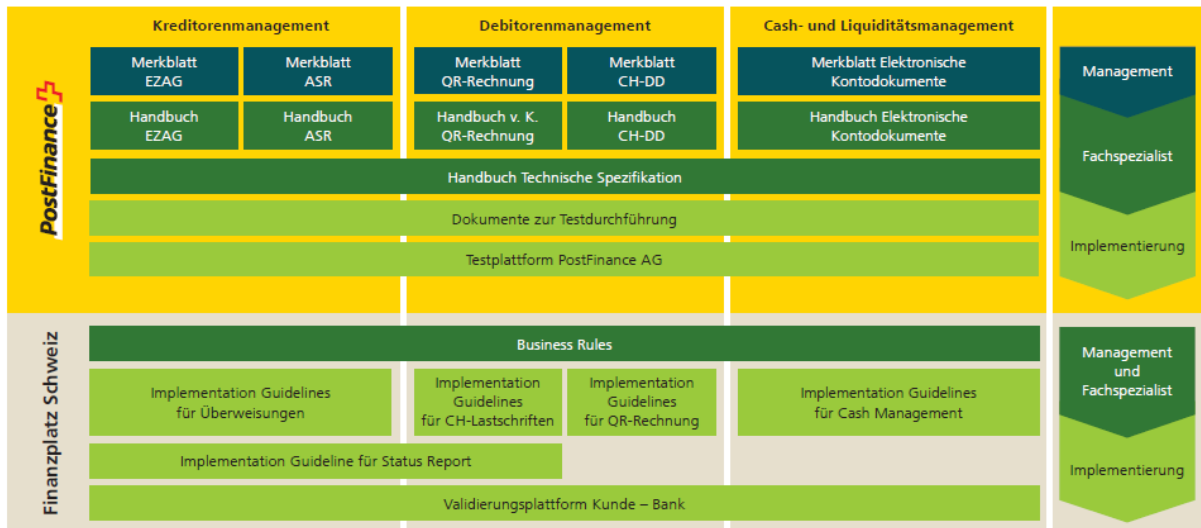 Kreditorenmanagement
Debitorenmanagement
Cash- und Liquiditätsmanagement
PostFinance
Merkblatt
EZAG
Merkblatt
ASR
Merkblatt
QR-Rechnung
Merkblatt
CH-DD
Merkblatt Elektronische
Kontodokumente
Management
Handbuch
EZAG
Handbuch
ASR
Handbuch v. K.
QR-Rechnung
Handbuch
CH-DD
Handbuch Elektronische
Kontodokumente
Fachspezialist
Handbuch Technische Spezifikation
Dokumente zur Testdurchführung
Testplattform PostFinance AG
Implementierung
Finanzplatz Schweiz
Business Rules
Management
und
Fachspezialist
Implementation Guidelines
für Überweisungen
Implementation
Guidelines
für CH-Lastschriften
Implementation
Guidelines
für QR-Rechnung
Implementation Guidelines
für Cash Management
Implementation Guideline für Status Report
Implementierung
Validierungsplattform Kunde – Bank